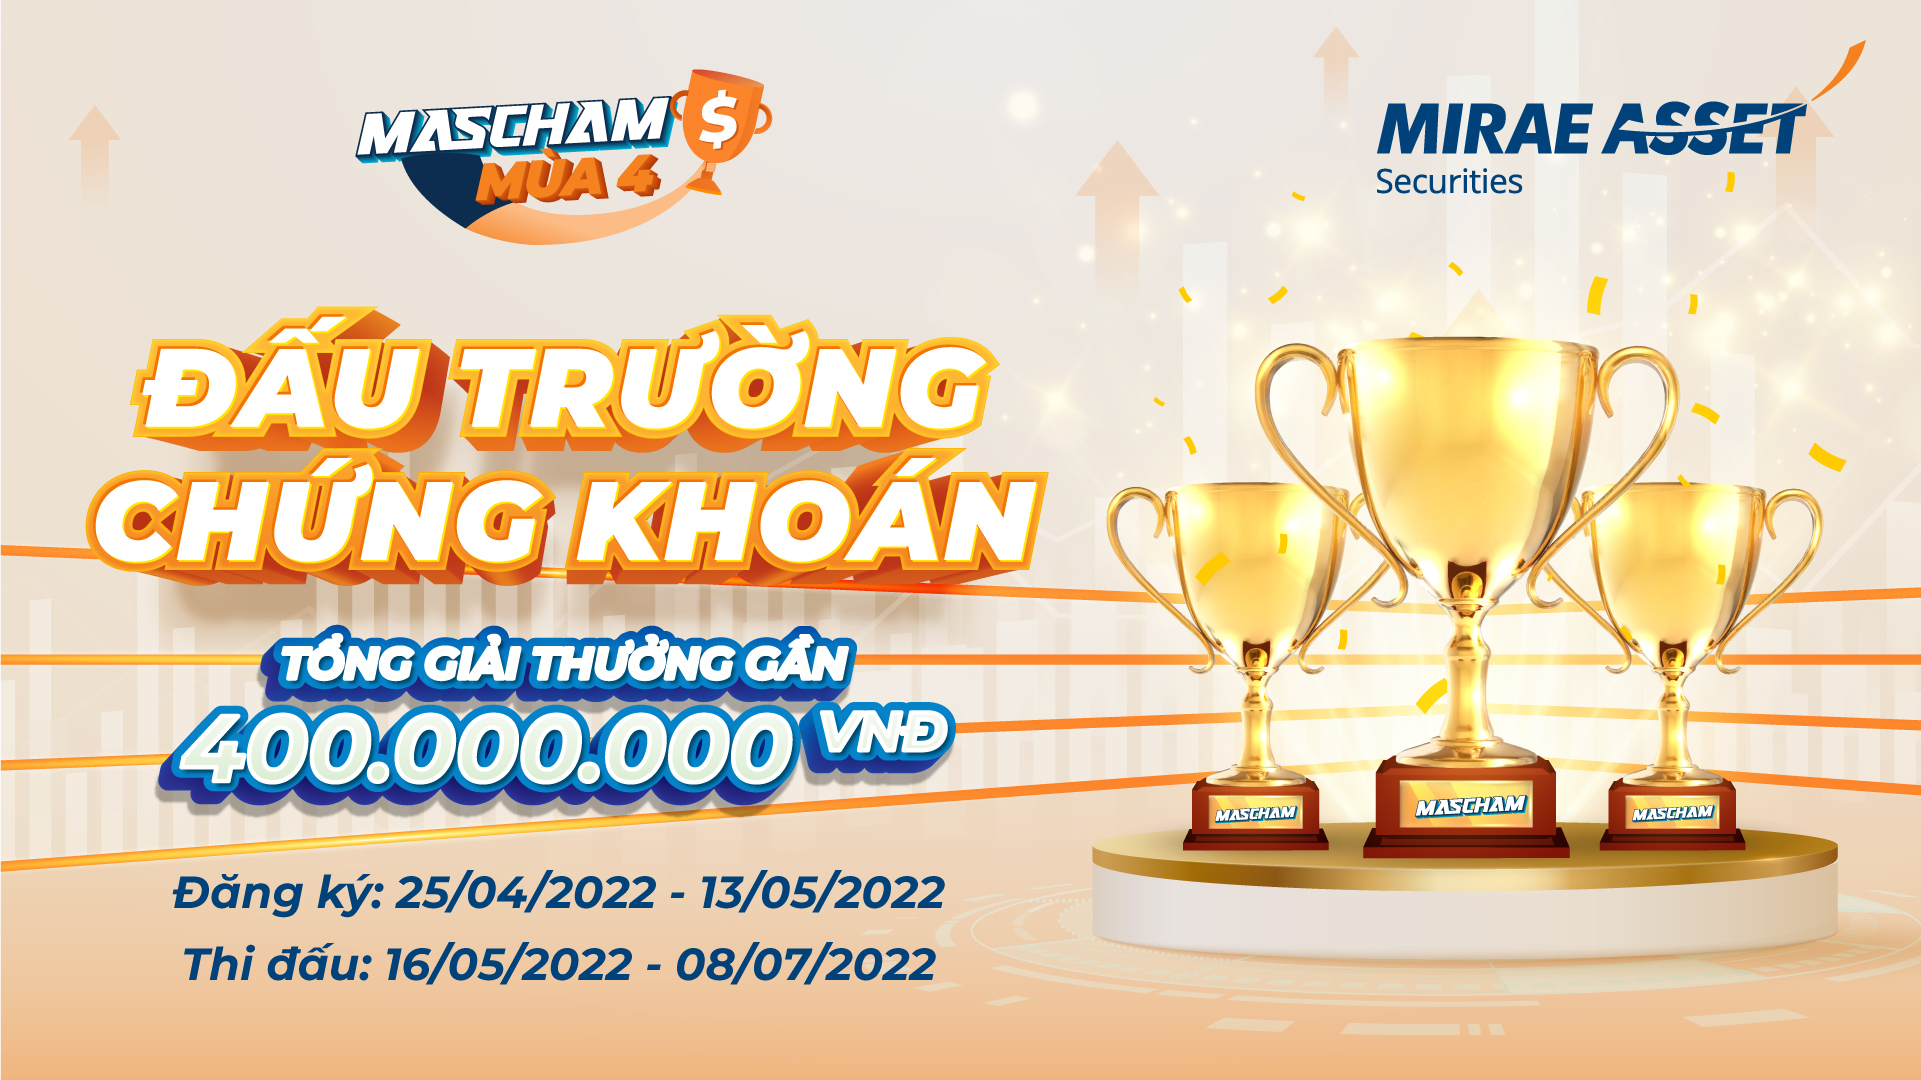 MASCHAM
MÙA 4
$
MIRAE ASSET
Securities
ĐẤU TRƯỜNG
CHỨNG KHOÁN
TỔNG GIẢI THƯỞNG GẦN
400.000.000 VNĐ
Đăng ký: 25/04/2022 - 13/05/2022
Thi đấu: 16/05/2022 - 08/07/2022
MASCHAM
MASCHAM
MASCHAM